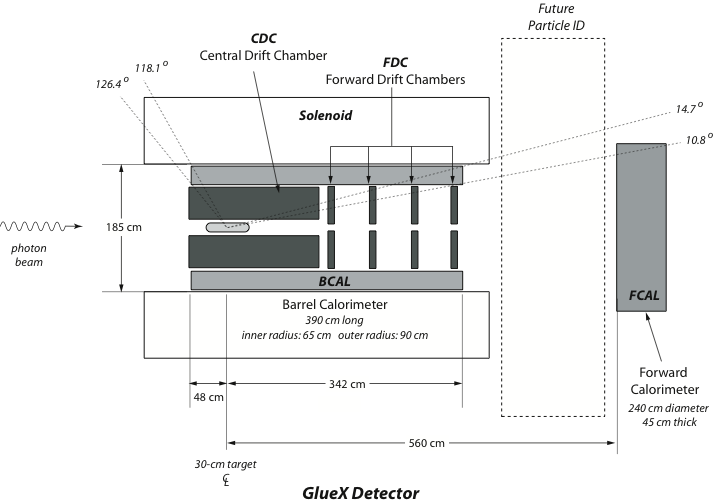 Future
Particle ID
CDC
Central Drift Chamber
FDC
Forward Drift Chambers
118.1°
126.4°
Solenoid
14.7°
10.8°
185 cm
photon
beam
BCAL
Barrel Calorimeter
390 cm long
inner radius: 65 cm outer radius: 90 cm
FCAL
Forward
Calorimeter
240 cm diameter
45 cm thick
342 cm
48 cm
560 cm
30-cm target
℄
GlueX Detector